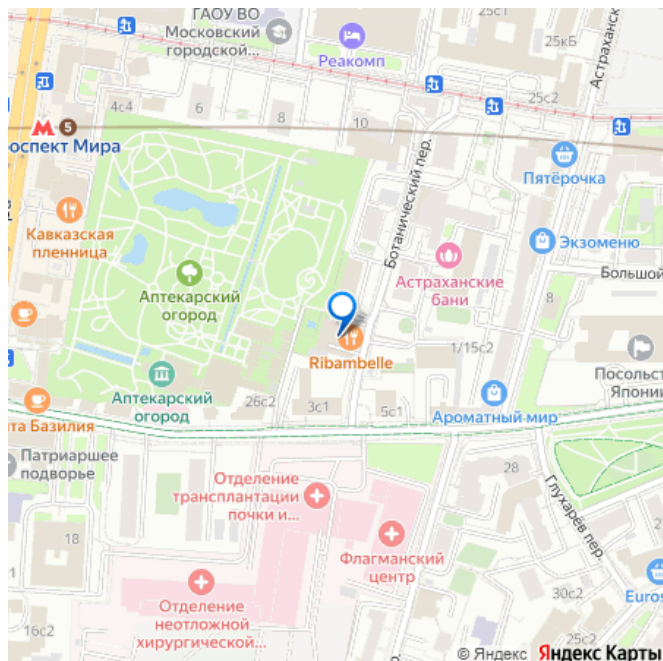 ГАОУ ВО
Московский
городской...
25с1
25кБ
Реакомп
Астраханск
4с4
6
8
10
25с2
5
роспект Мира
Ботанический пер.
Пятёрочка
Кавказская
пленница
Экзоменю
Астраханские
бани
Большой
Аптекарский
огород
8
Ribambelle
1/15с2
Посольст
Японии
Аптекарский
огород
26с2
3с1
5с1
Ароматный мир
та Базилия
Патриаршее
подворье
Отделение
трансплантации
почки и...
28
Глухарёв пер.
18
Флагманский
центр
30с2
Euros
Отделение
неотложной
хирургической...
16с2
25с2
© Яндекс Яндекс Карты